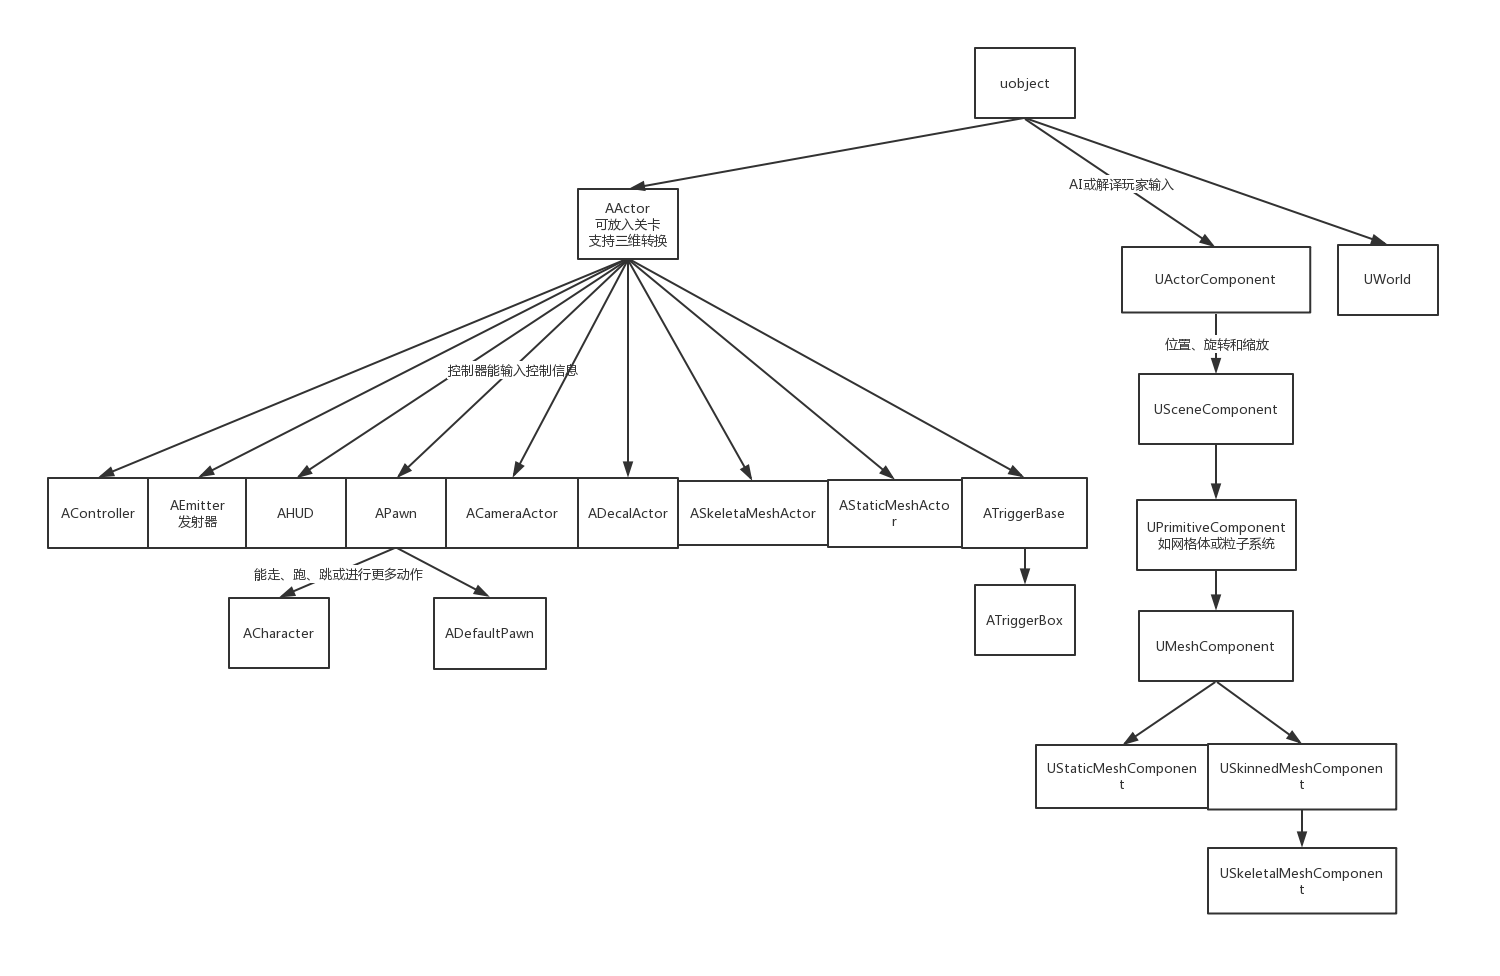 uobject
AI或解译玩家输入
AActor
可放入关卡
支持三维转换
UActorComponent
UWorld
位置、旋转和缩放
控制器能输入控制信息
USceneComponent
AController
AEmitter
发射器
AHUD
APawn
ACameraActor
ADecalActor
ASkeletaMeshActor
AStaticMeshActo
r
ATriggerBase
UPrimitiveComponent
如网格体或粒子系统
能走、跑、跳或进行更多动作
ACharacter
ADefaultPawn
ATriggerBox
UMeshComponent
UStaticMeshComponen
t
USkinnedMeshComponen
t
USkeletalMeshComponen
t